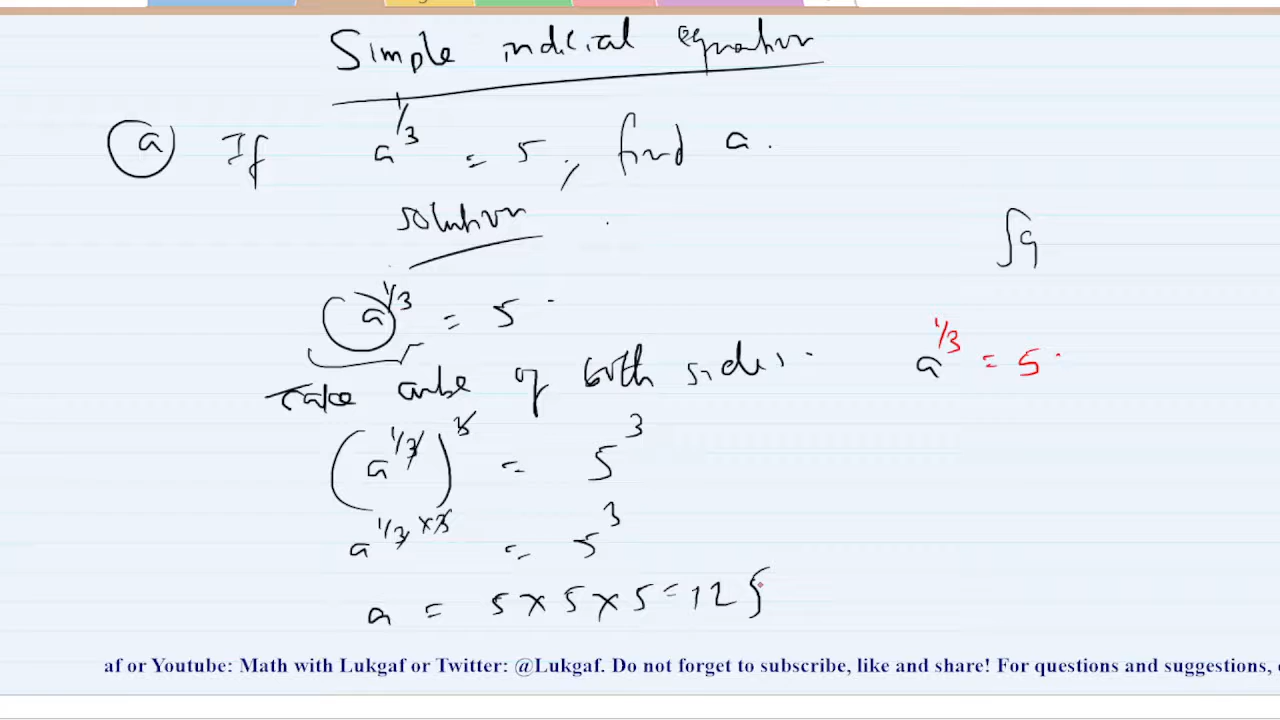 Simple indicial equation
(a) If a^1/3 = 5, find a.
solution
a^1/3 = 5
Take cube of both sides.
(a^1/3)^3 = 5^3
a^1/3 × 3 = 5^3
a = 5 × 5 × 5 = 125
a^1/3 = 5
af or Youtube: Math with Lukgaf or Twitter: @Lukgaf. Do not forget to subscribe, like and share! For questions and suggestions,